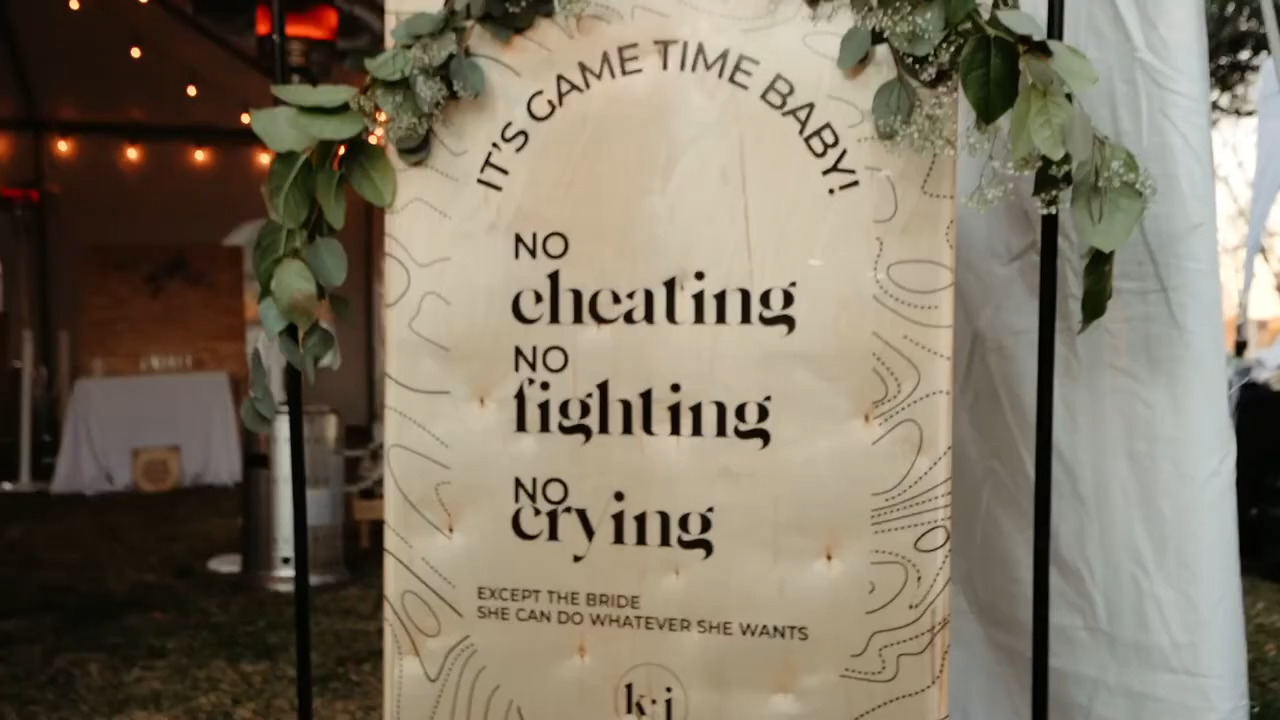 IT'S GAME TIME BABY!
NO
cheating
NO
fighting
NO
crying
EXCEPT THE BRIDE
SHE CAN DO WHATEVER SHE WANTS